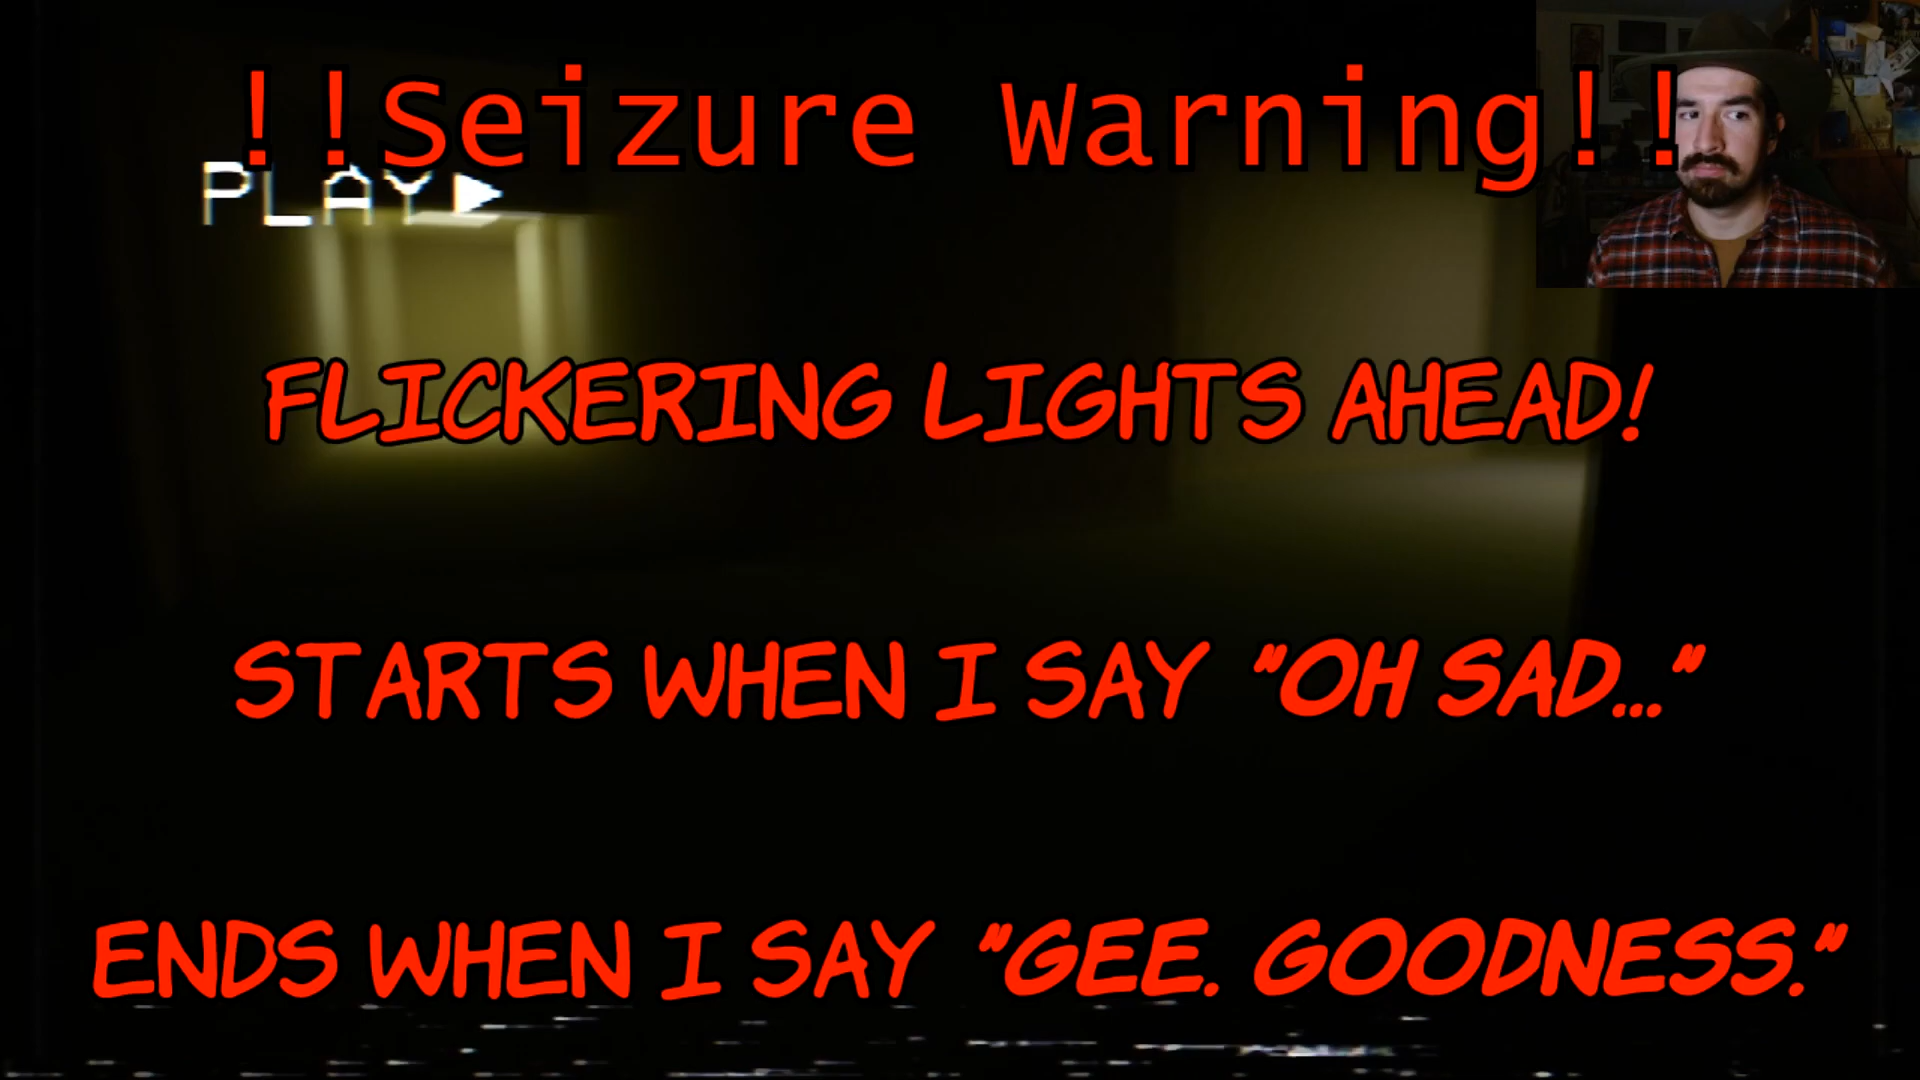 !!Seizure Warning!!
PLAY
FLICKERING LIGHTS AHEAD!
STARTS WHEN I SAY "OH SAD..."
ENDS WHEN I SAY "GEE. GOODNESS."